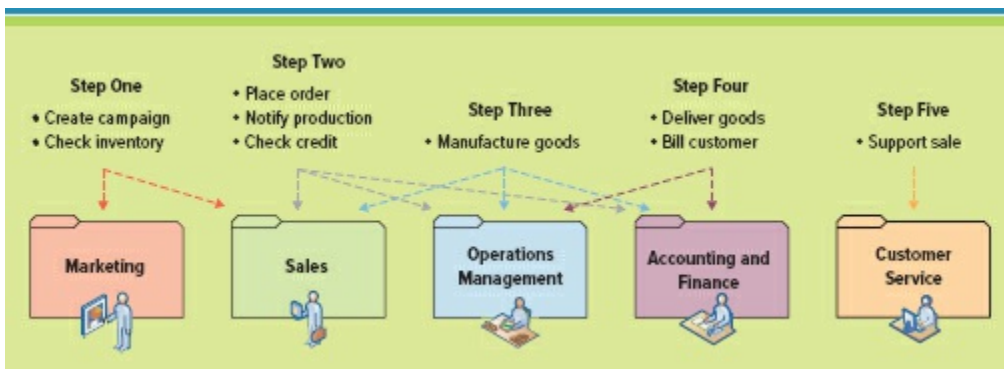 Step One
• Create campaign
• Check inventory
Step Two
• Place order
• Notify production
• Check credit
Step Three
• Manufacture goods
Step Four
• Deliver goods
• Bill customer
Step Five
• Support sale
Marketing
Sales
Operations
Management
Accounting and
Finance
Customer
Service